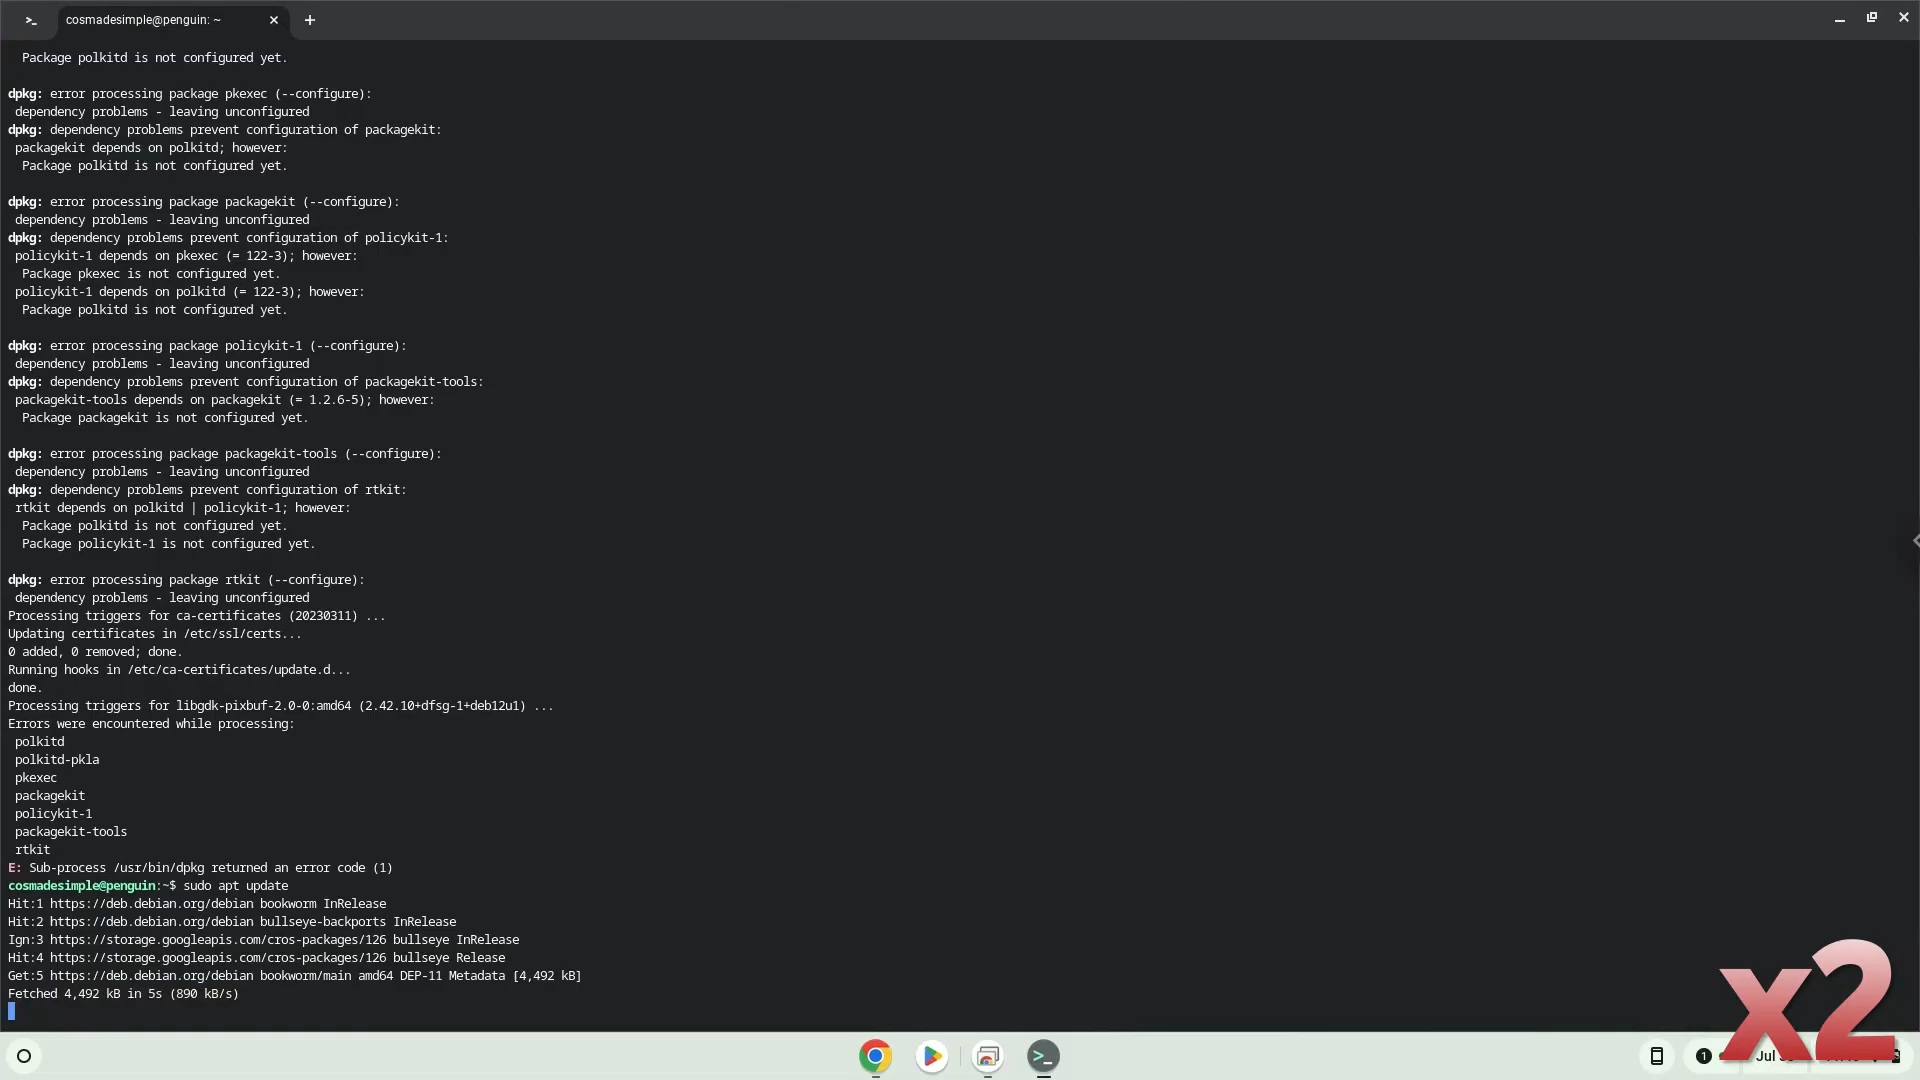 cosmadesimple@penguin: ~
Package polkitd is not configured yet.
dpkg: error processing package pkexec (--configure):
dependency problems - leaving unconfigured
dpkg: dependency problems prevent configuration of packagekit:
packagekit depends on polkitd; however:
Package polkitd is not configured yet.
dpkg: error processing package packagekit (--configure):
dependency problems - leaving unconfigured
dpkg: dependency problems prevent configuration of policykit-1:
policykit-1 depends on pkexec (= 122-3); however:
Package pkexec is not configured yet.
policykit-1 depends on polkitd (= 122-3); however:
Package polkitd is not configured yet.
dpkg: error processing package policykit-1 (--configure):
dependency problems - leaving unconfigured
dpkg: dependency problems prevent configuration of packagekit-tools:
packagekit-tools depends on packagekit (= 1.2.6-5); however:
Package packagekit is not configured yet.
dpkg: error processing package packagekit-tools (--configure):
dependency problems - leaving unconfigured
dpkg: dependency problems prevent configuration of rtkit:
rtkit depends on polkitd | policykit-1; however:
Package polkitd is not configured yet.
Package policykit-1 is not configured yet.
dpkg: error processing package rtkit (--configure):
dependency problems - leaving unconfigured
Processing triggers for ca-certificates (20230311) ...
Updating certificates in /etc/ssl/certs...
0 added, 0 removed; done.
Running hooks in /etc/ca-certificates/update.d...
done.
Processing triggers for libgdk-pixbuf-2.0-0:amd64 (2.42.10+dfsg-1+deb12u1) ...
Errors were encountered while processing:
polkitd
polkitd-pkla
pkexec
packagekit
policykit-1
packagekit-tools
rtkit
E: Sub-process /usr/bin/dpkg returned an error code (1)
cosmadesimple@penguin:~$ sudo apt update
Hit:1 https://deb.debian.org/debian bookworm InRelease
Hit:2 https://deb.debian.org/debian bullseye-backports InRelease
Ign:3 https://storage.googleapis.com/cros-packages/126 bullseye InRelease
Hit:4 https://storage.googleapis.com/cros-packages/126 bullseye Release
Get:5 https://deb.debian.org/debian bookworm/main amd64 DEP-11 Metadata [4,492 kB]
Fetched 4,492 kB in 5s (890 kB/s)
x2
1
Jul